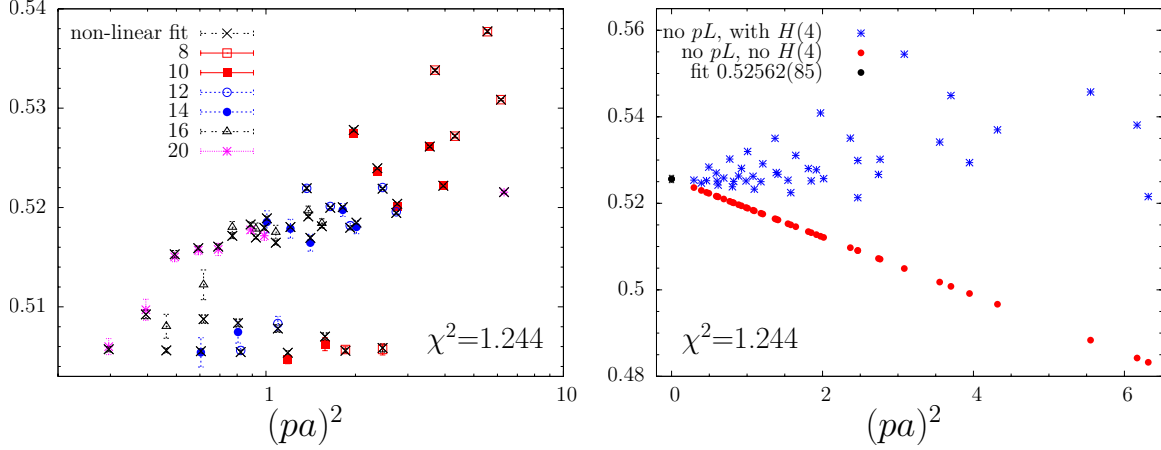 0.54
0.53
0.52
0.51
non-linear fit
8
10
12
14
16
20
χ²=1.244
1
10
(pa)²
0.56
0.54
0.52
0.5
0.48
no pL, with H(4)
no pL, no H(4)
fit 0.52562(85)
χ²=1.244
0
2
4
6
(pa)²